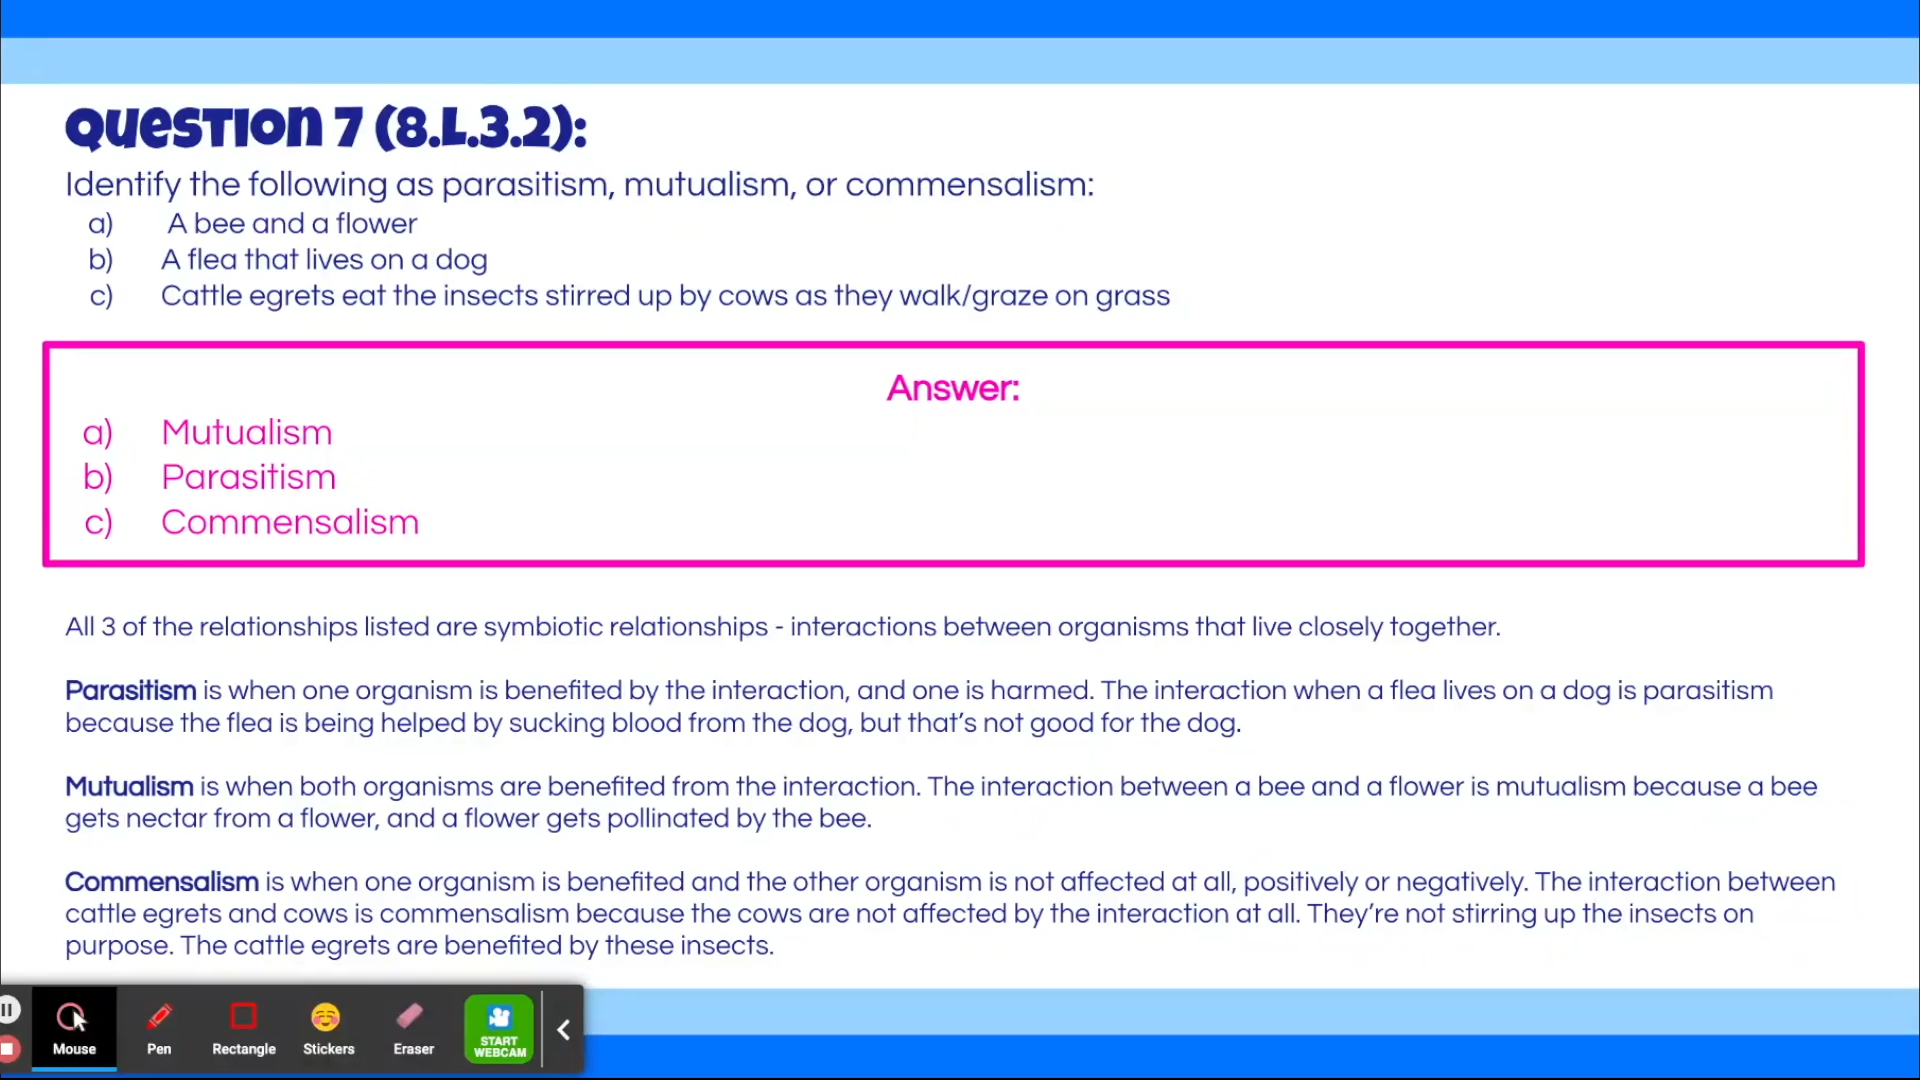 Question 7 (8.L.3.2):
Identify the following as parasitism, mutualism, or commensalism:
a) A bee and a flower
b) A flea that lives on a dog
c) Cattle egrets eat the insects stirred up by cows as they walk/graze on grass
Answer:
a) Mutualism
b) Parasitism
c) Commensalism
All 3 of the relationships listed are symbiotic relationships - interactions between organisms that live closely together.
Parasitism is when one organism is benefited by the interaction, and one is harmed. The interaction when a flea lives on a dog is parasitism
because the flea is being helped by sucking blood from the dog, but that's not good for the dog.
Mutualism is when both organisms are benefited from the interaction. The interaction between a bee and a flower is mutualism because a bee
gets nectar from a flower, and a flower gets pollinated by the bee.
Commensalism is when one organism is benefited and the other organism is not affected at all, positively or negatively. The interaction between
cattle egrets and cows is commensalism because the cows are not affected by the interaction at all. They're not stirring up the insects on
purpose. The cattle egrets are benefited by these insects.
Mouse Pen Rectangle Stickers Eraser START
WEBCAM